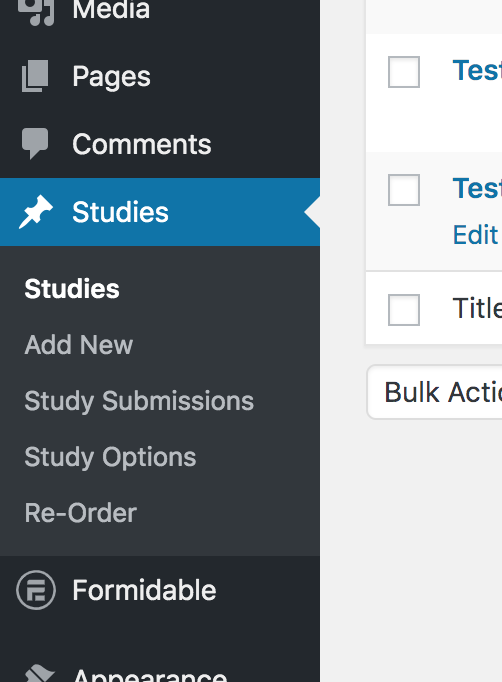 Media
Pages
Comments
Studies
Studies
Add New
Study Submissions
Study Options
Re-Order
Formidable
Appearance
Test
Test
Edit
Title
Bulk Actio